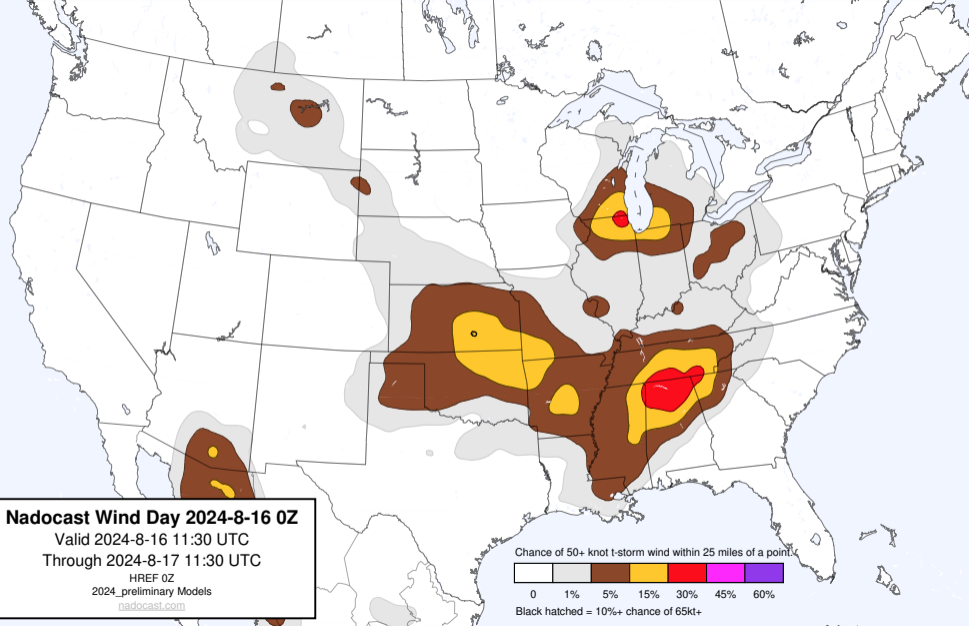 Nadocast Wind Day 2024-8-16 0Z
Valid 2024-8-16 11:30 UTC
Through 2024-8-17 11:30 UTC
HREF 0Z
2024_preliminary Models
nadocast.com
Chance of 50+ knot t-storm wind within 25 miles of a point.
0 1% 5% 15% 30% 45% 60%
Black hatched = 10%+ chance of 65kt+